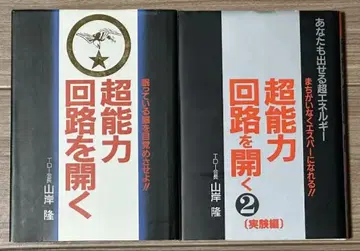 超能力
回路を開く
眠っている脳を目覚めさせよ!!
山岸 隆
あなたも出せる超エネルギー
まちがいなくエスパーになれる!!
超能力
回路を開く2
(実験編)
山岸 隆